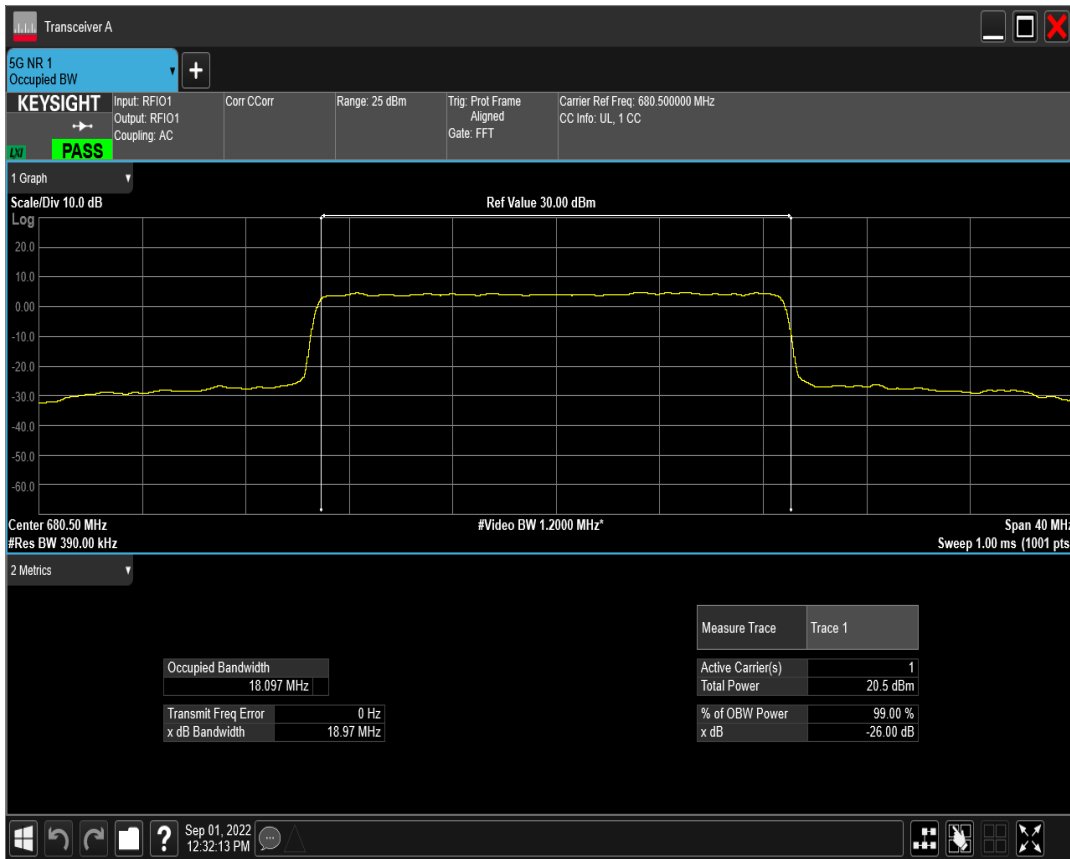 Transceiver A
5G NR 1
Occupied BW
KEYSIGHT
LXI
PASS
Input: RFIO1
Output: RFIO1
Coupling: AC
Corr CCorr
Range: 25 dBm
Trig: Prot Frame
Aligned
Gate: FFT
Carrier Ref Freq: 680.500000 MHz
CC Info: UL, 1 CC
1 Graph
Scale/Div 10.0 dB
Ref Value 30.00 dBm
Log
20.0
10.0
0.00
-10.0
-20.0
-30.0
-40.0
-50.0
-60.0
Center 680.50 MHz
#Video BW 1.2000 MHz*
Span 40 MHz
#Res BW 390.00 kHz
Sweep 1.00 ms (1001 pts
2 Metrics
Measure Trace Trace 1
Occupied Bandwidth
18.097 MHz
Active Carrier(s) 1
Total Power 20.5 dBm
Transmit Freq Error 0 Hz
x dB Bandwidth 18.97 MHz
% of OBW Power 99.00 %
x dB -26.00 dB
Sep 01, 2022
12:32:13 PM